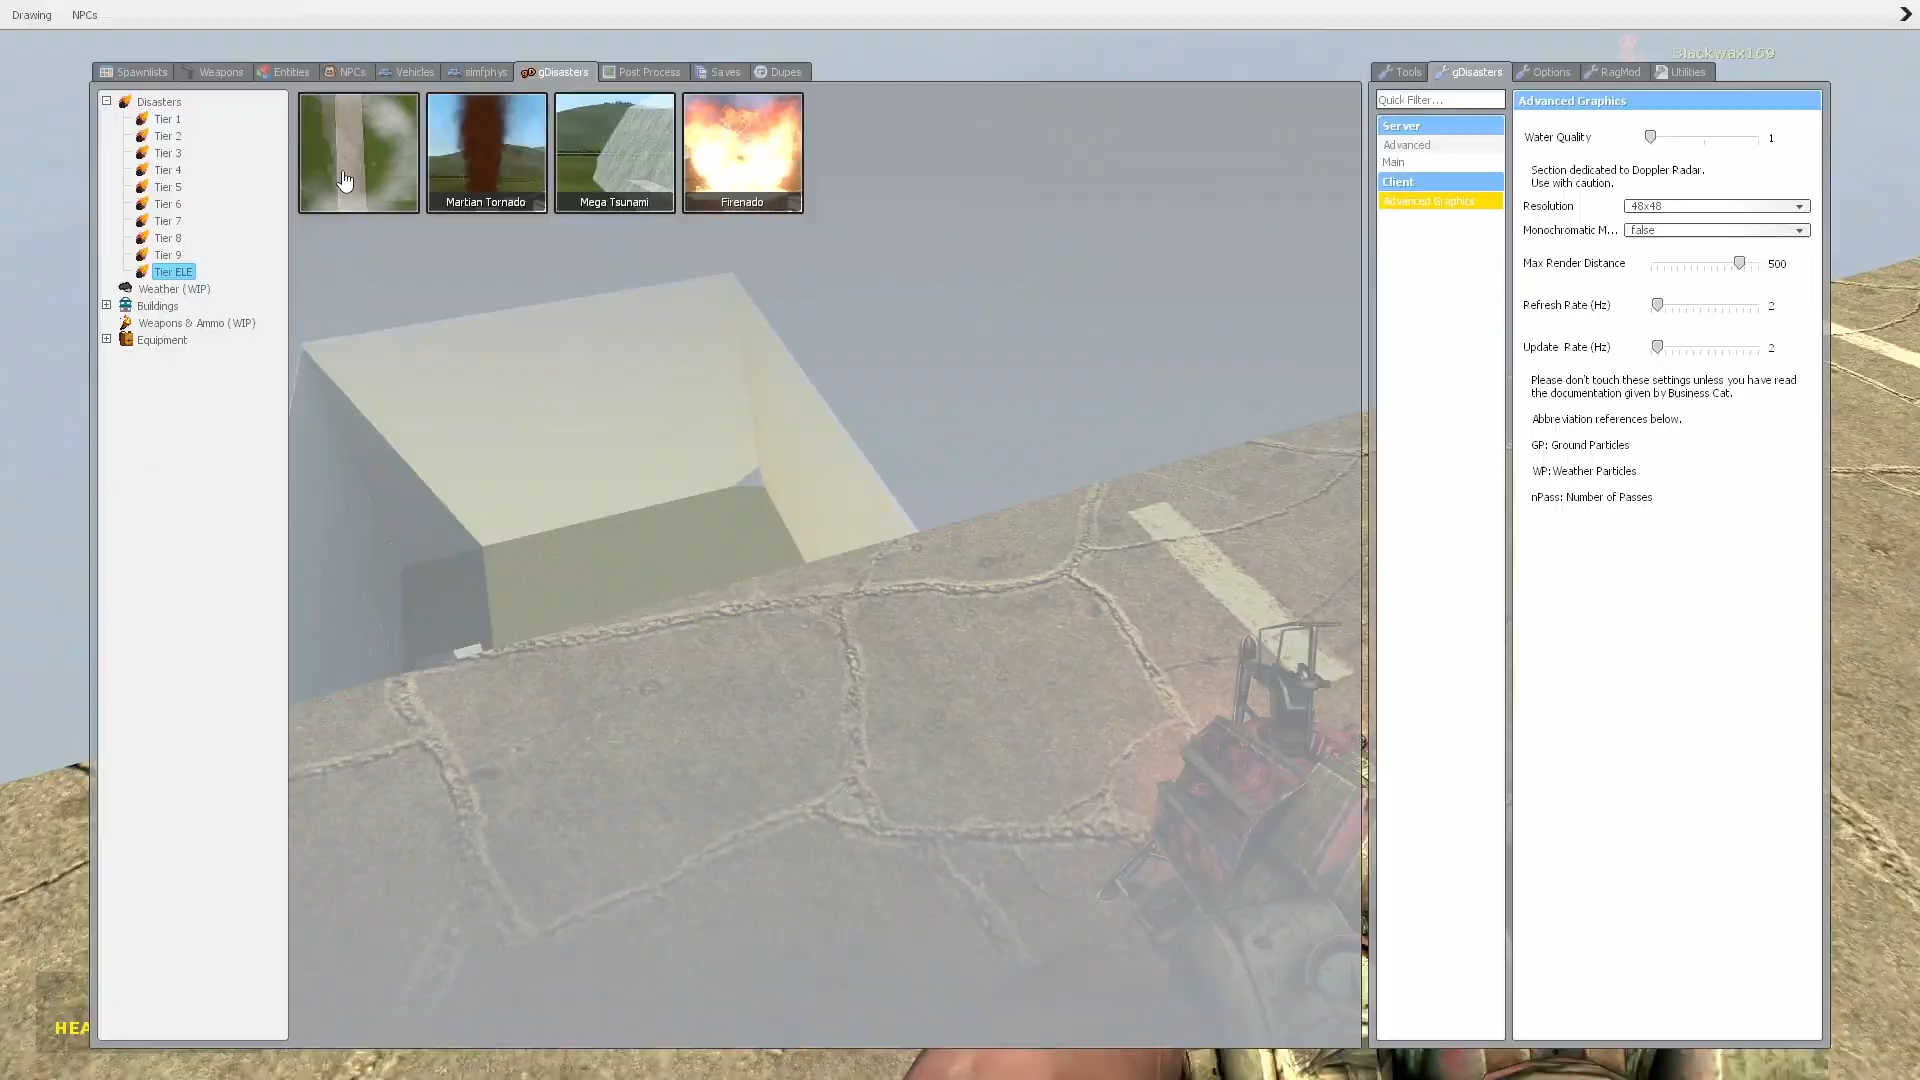 Drawing NPCs
Blackwax169
Spawnlists Weapons Entities NPCs Vehicles simfphys gDisasters Post Process Saves Dupes
Tools gDisasters Options RagMod Utilities
Disasters
Tier 1
Tier 2
Tier 3
Tier 4
Tier 5
Tier 6
Tier 7
Tier 8
Tier 9
Tier ELE
Weather (WIP)
Buildings
Weapons & Ammo (WIP)
Equipment
Martian Tornado
Mega Tsunami
Firenado
Quick Filter...
Server
Advanced
Main
Client
Advanced Graphics
Advanced Graphics
Water Quality 1
Section dedicated to Doppler Radar.
Use with caution.
Resolution 48x48
Monochromatic M... false
Max Render Distance 500
Refresh Rate (Hz) 2
Update Rate (Hz) 2
Please don't touch these settings unless you have read
the documentation given by Business Cat.
Abbreviation references below.
GP: Ground Particles
WP: Weather Particles
nPass: Number of Passes
HEA